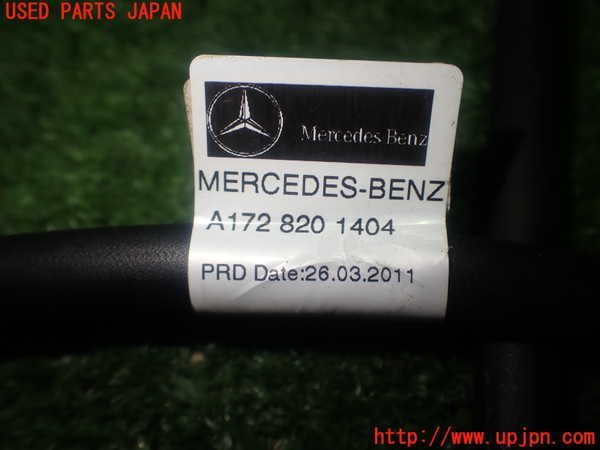 USED PARTS JAPAN
Mercedes-Benz
MERCEDES-BENZ
A172 820 1404
PRD Date:26.03.2011
http://www.upjpn.com